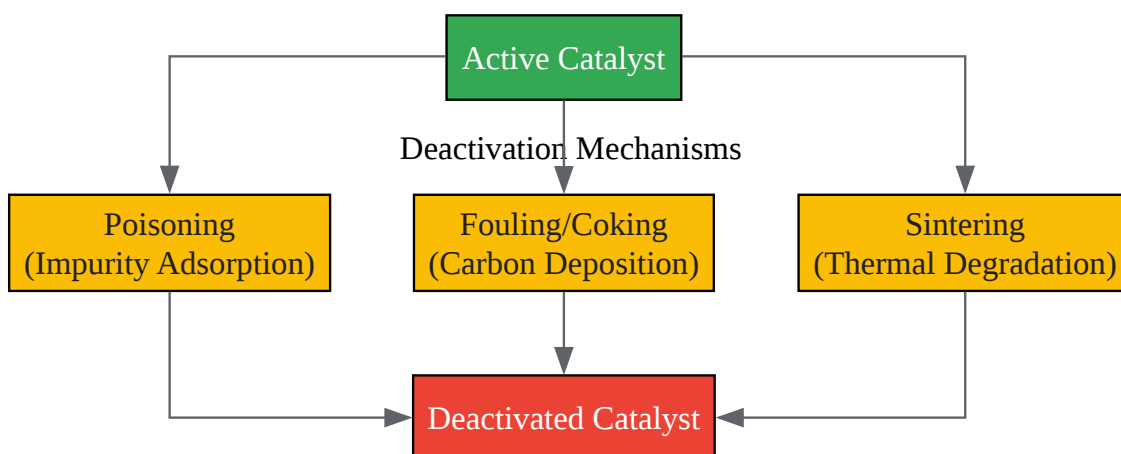 Active Catalyst
Deactivation Mechanisms
Poisoning
(Impurity Adsorption)
Fouling/Coking
(Carbon Deposition)
Sintering
(Thermal Degradation)
Deactivated Catalyst